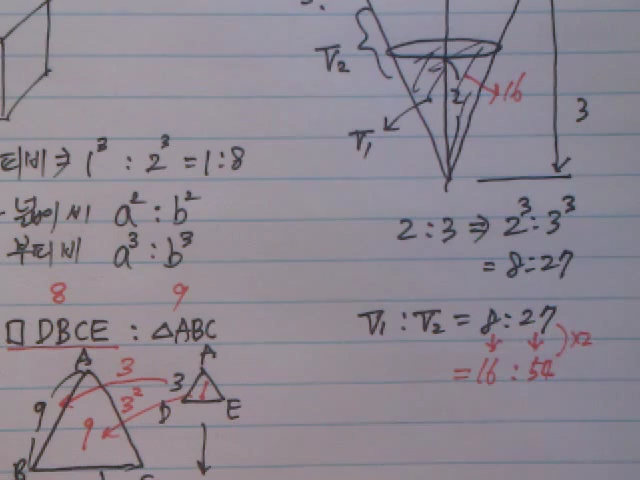 V₂
16
2
3
V₁
피비 ⇒ 1³ : 2³ = 1 : 8
넓이비 a² : b²
부피비 a³ : b³
2 : 3 ⇒ 2³ : 3³
= 8 : 27
8 9
□ DBCE : △ABC
V₁ : V₂ = 8 : 27
×2
= 16 : 54
A 3 A
9 3² 3
9 1
D E
B